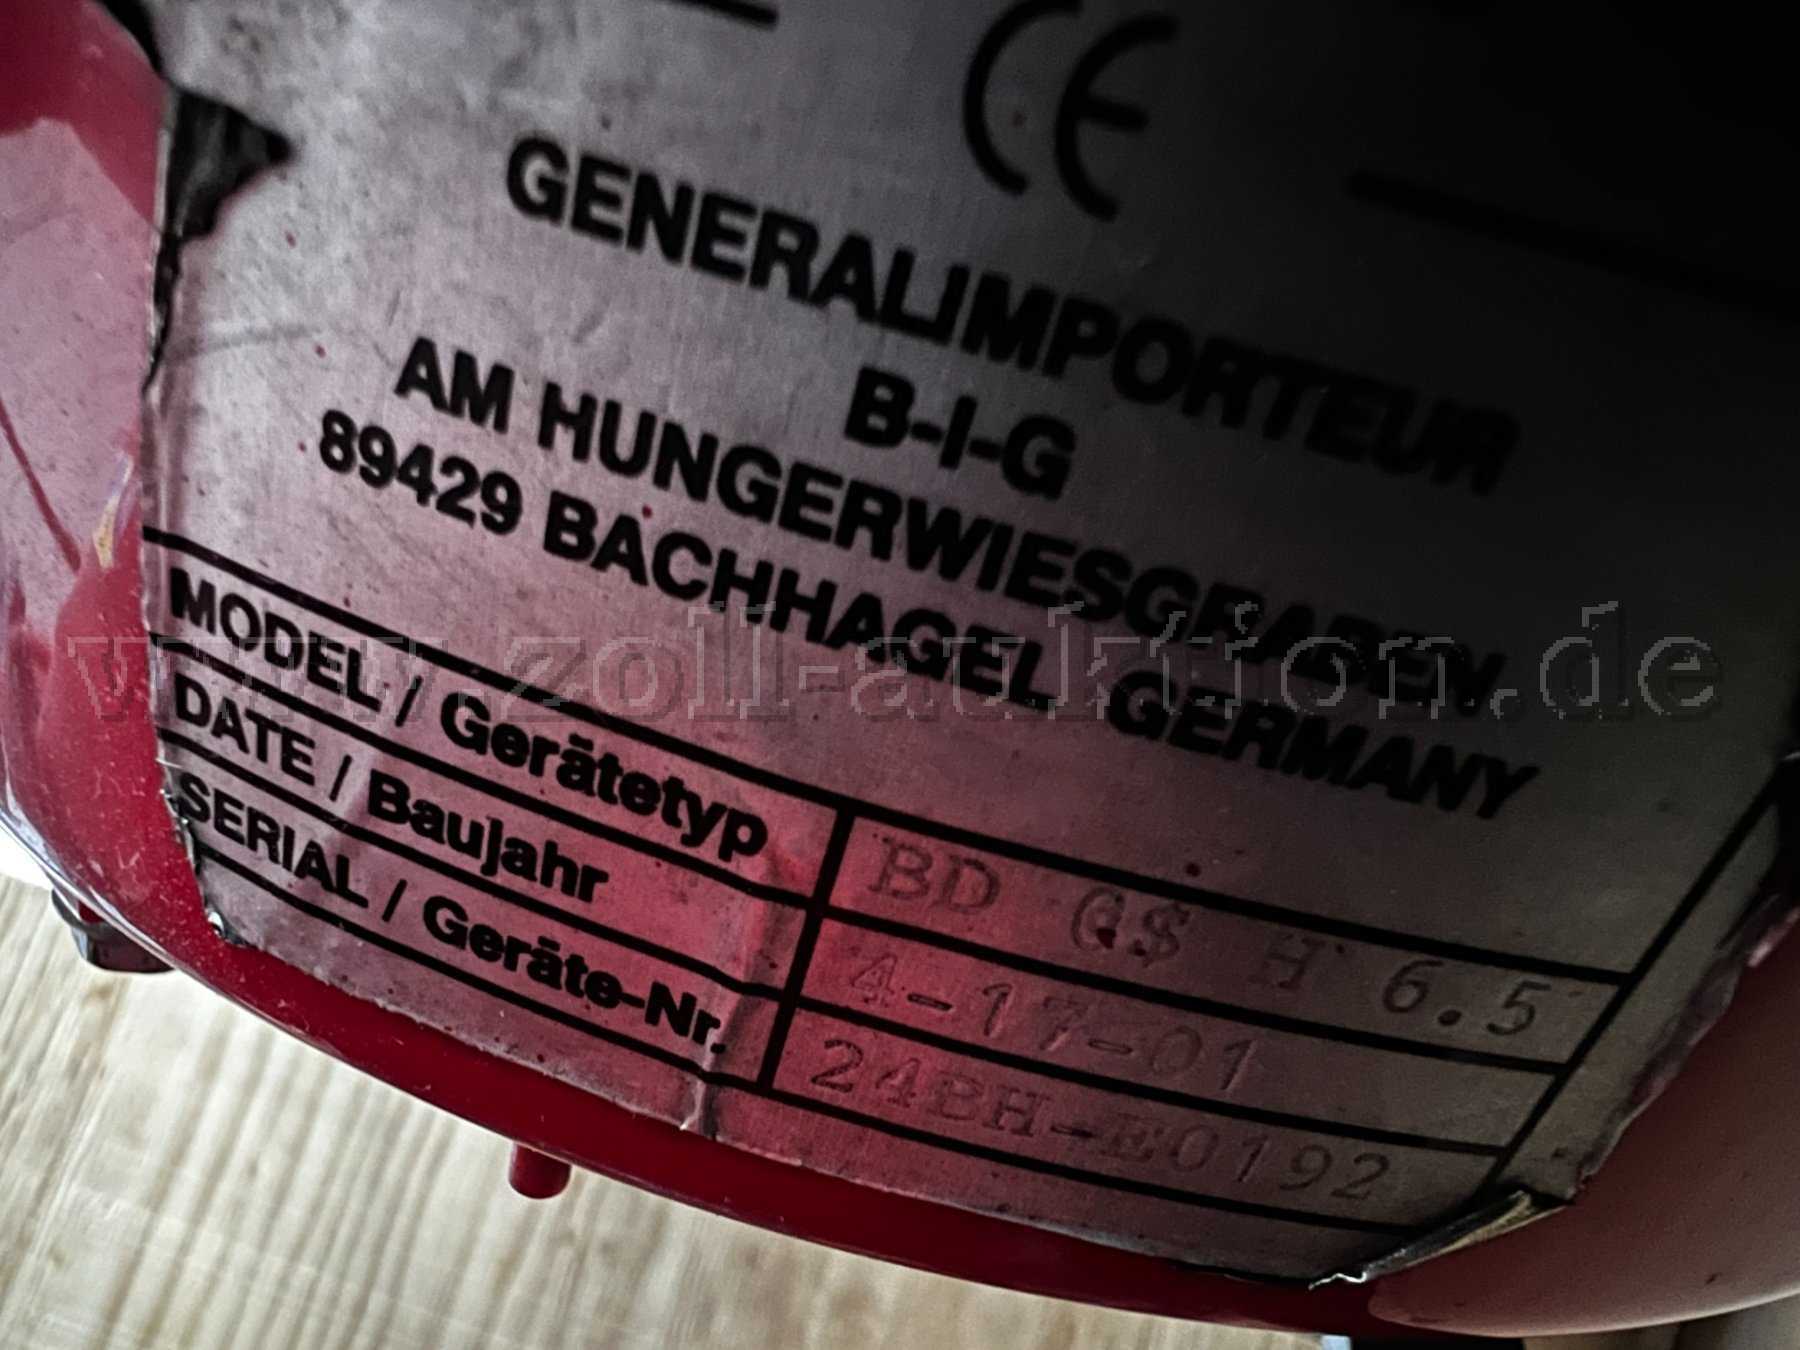 CE
GENERALIMPORTEUR
B-I-G
AM HUNGERWIESGRABEN
89429 BACHHAGEL, GERMANY
www.zoll-auktion.de
MODEL / Gerätetyp BD GS H 6.5
DATE / Baujahr 4-17-01
SERIAL / Geräte-Nr. 24BH-E0192